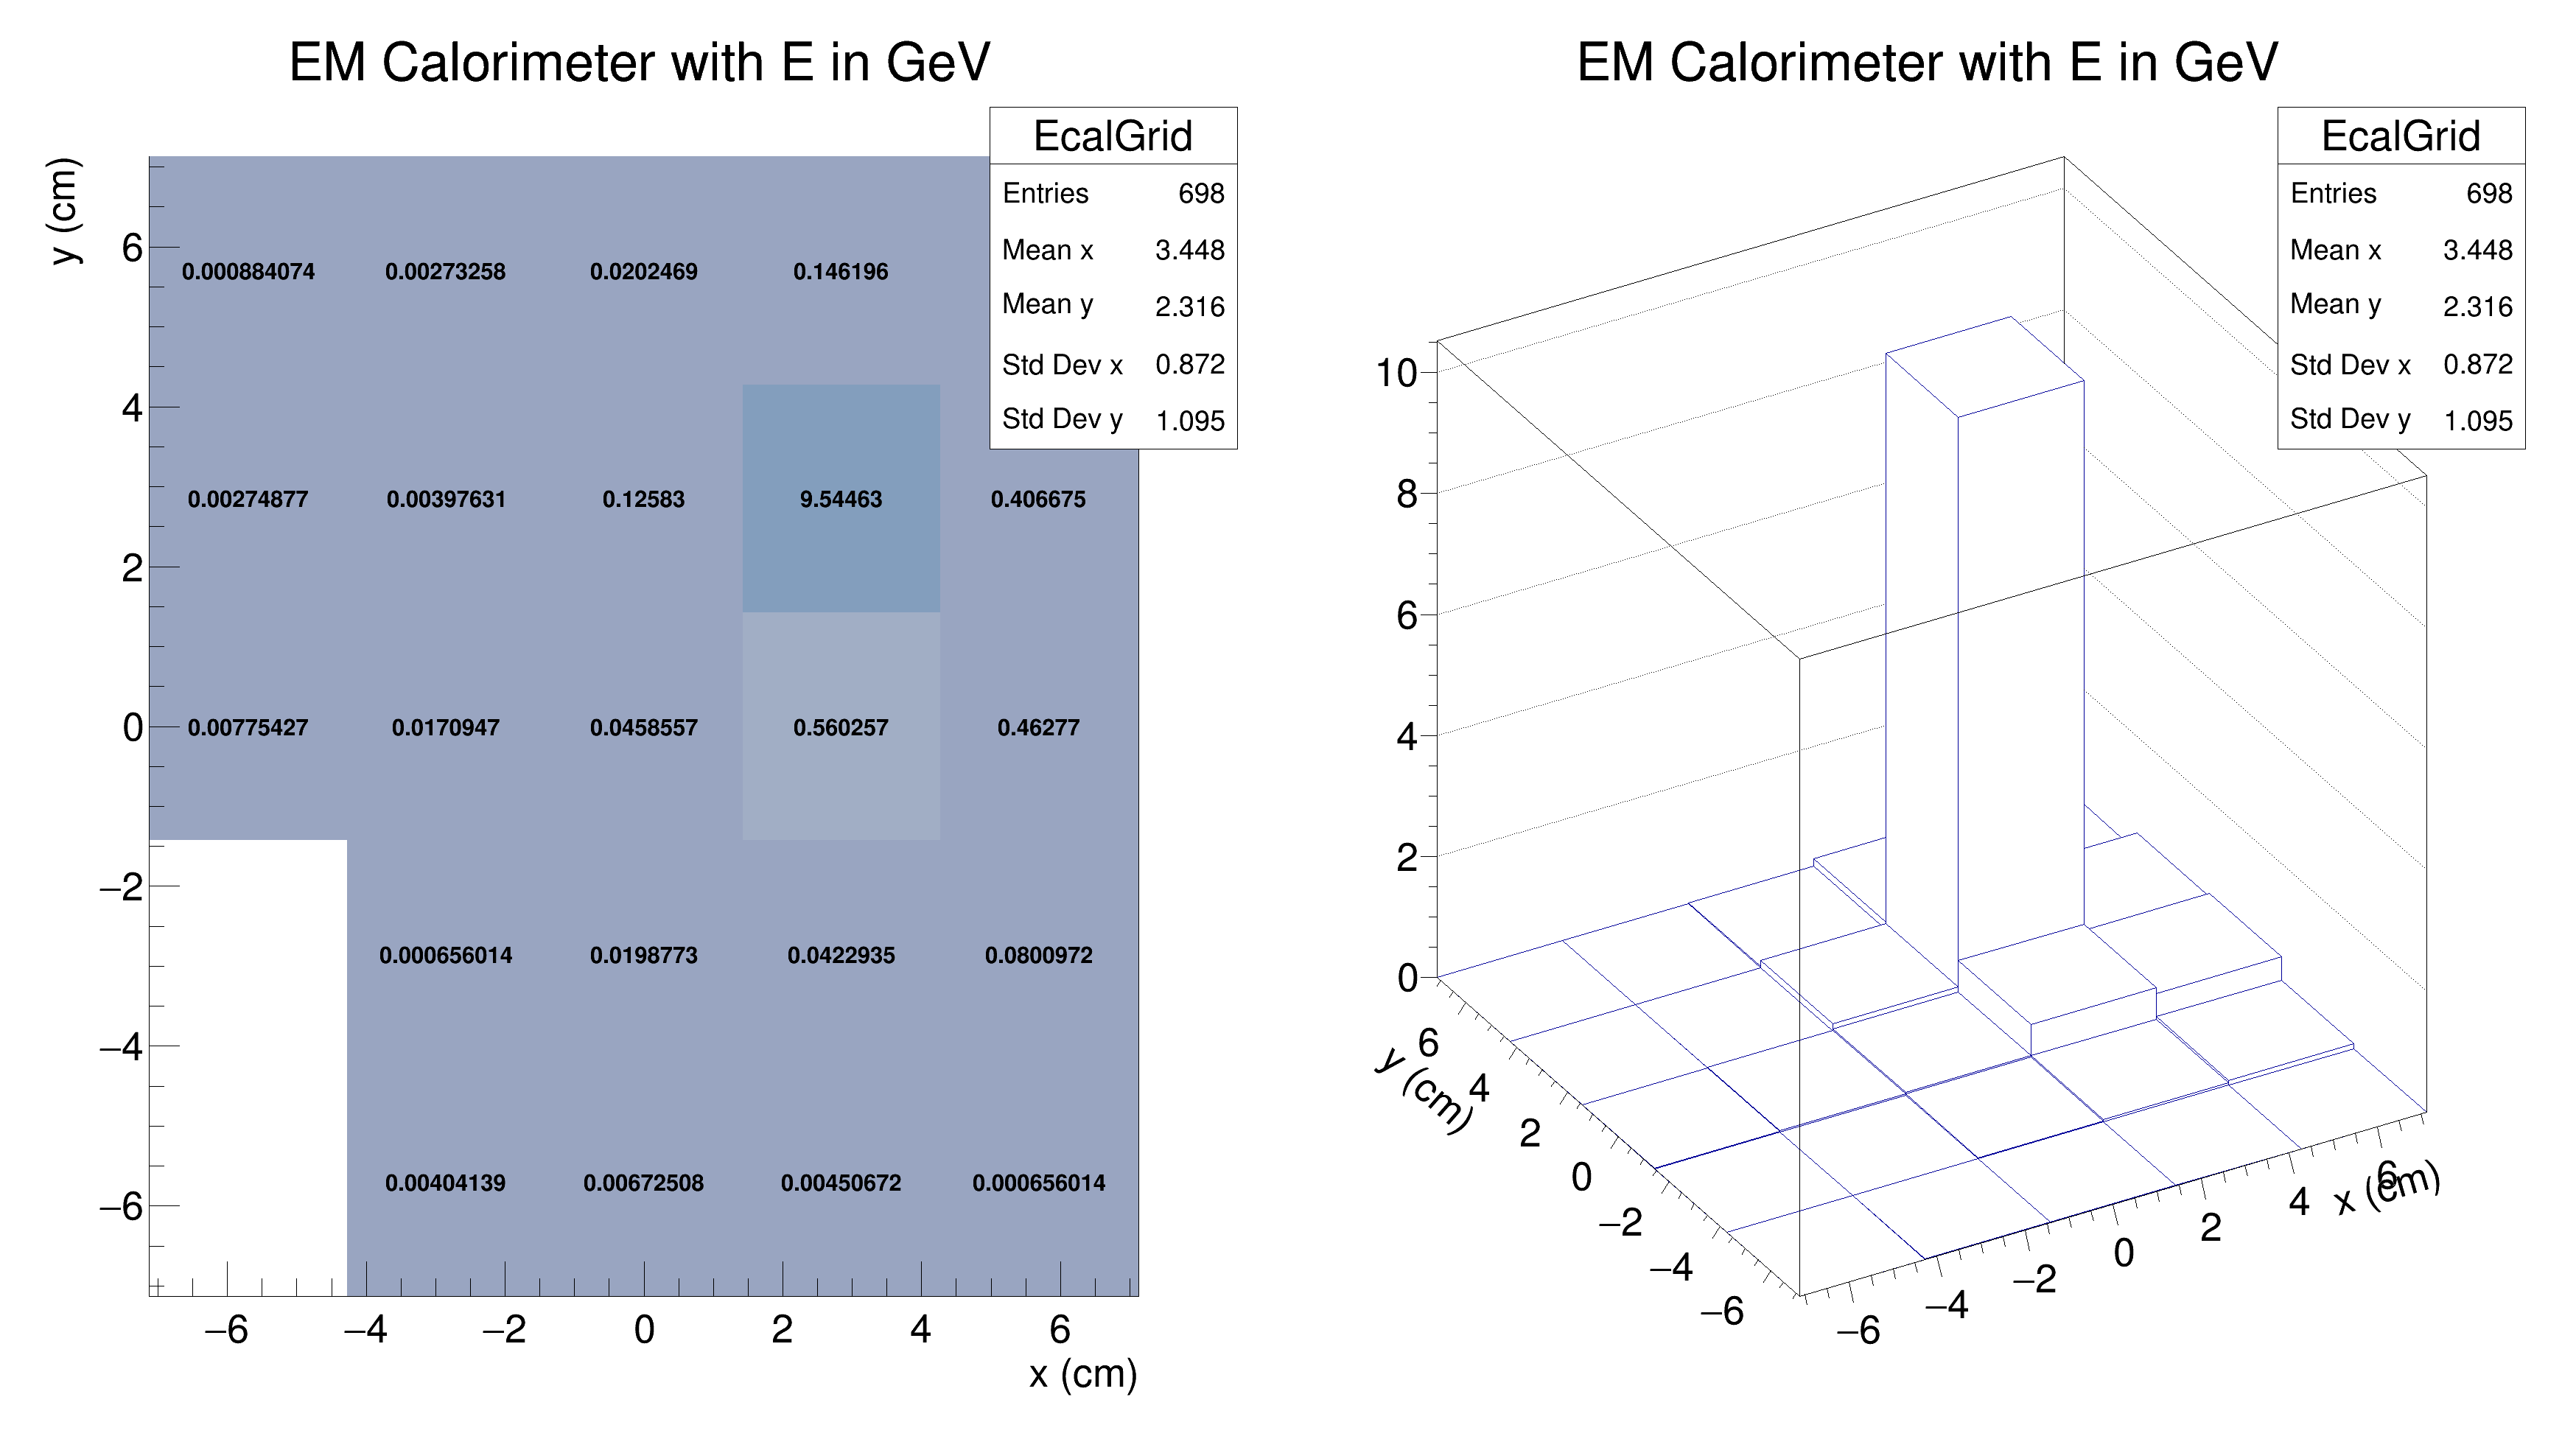 EM Calorimeter with E in GeV
EcalGrid
Entries 698
Mean x 3.448
Mean y 2.316
Std Dev x 0.872
Std Dev y 1.095
y (cm)
6
4
2
0
−2
−4
−6
0.000884074 0.00273258 0.0202469 0.146196
0.00274877 0.00397631 0.12583 9.54463 0.406675
0.00775427 0.0170947 0.0458557 0.560257 0.46277
0.000656014 0.0198773 0.0422935 0.0800972
0.00404139 0.00672508 0.00450672 0.000656014
−6 −4 −2 0 2 4 6
x (cm)
EM Calorimeter with E in GeV
EcalGrid
Entries 698
Mean x 3.448
Mean y 2.316
Std Dev x 0.872
Std Dev y 1.095
10
8
6
4
2
0
y (cm)
6
4
2
0
−2
−4
−6
−6
−4
−2
0
2
4
6
x (cm)